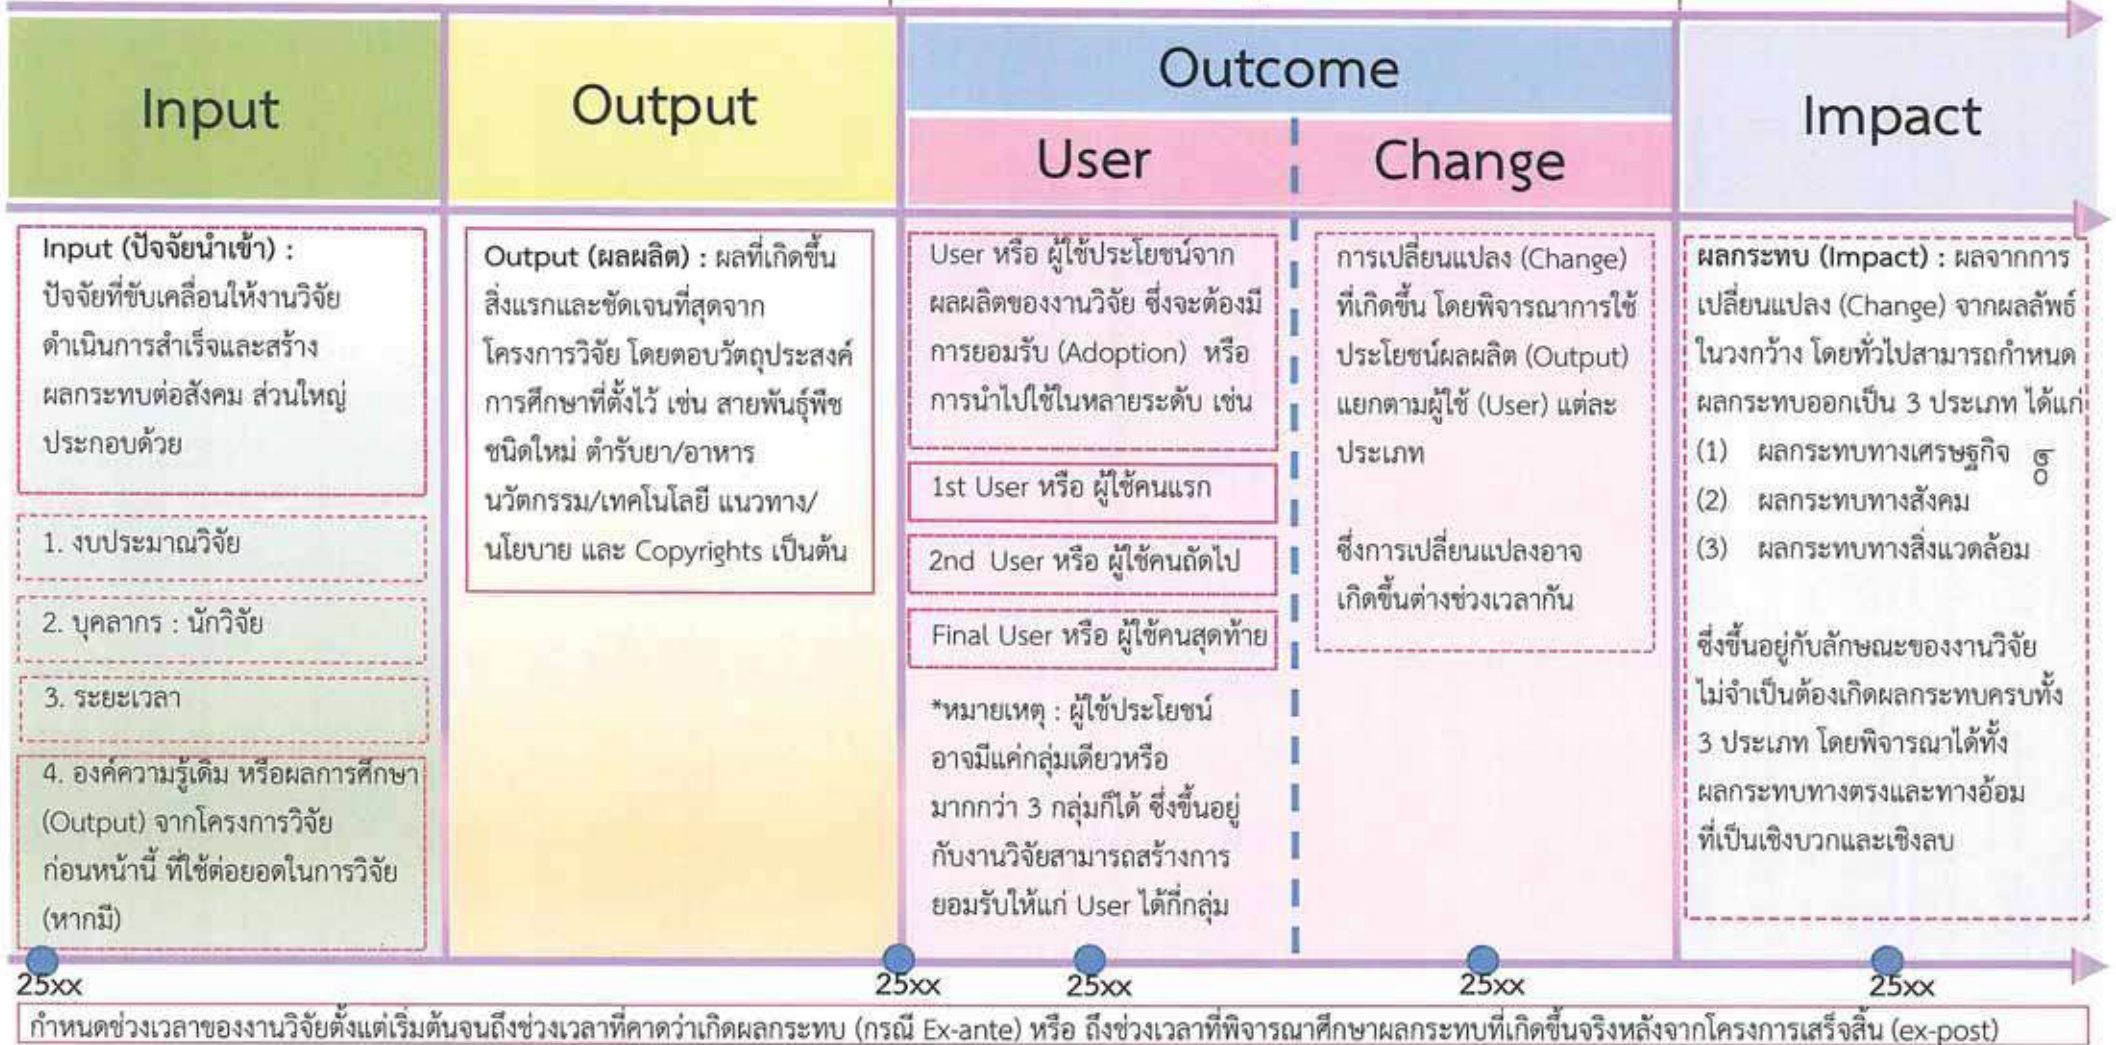 Input
Output
Outcome
User
Change
Impact
Input (ปัจจัยนำเข้า) :
ปัจจัยที่ขับเคลื่อนให้งานวิจัย
ดำเนินการสำเร็จและสร้าง
ผลกระทบต่อสังคม ส่วนใหญ่
ประกอบด้วย
1. งบประมาณวิจัย
2. บุคลากร : นักวิจัย
3. ระยะเวลา
4. องค์ความรู้เดิม หรือผลการศึกษา
(Output) จากโครงการวิจัย
ก่อนหน้านี้ ที่ใช้ต่อยอดในการวิจัย
(หากมี)
Output (ผลผลิต) : ผลที่เกิดขึ้น
สิ่งแรกและชัดเจนที่สุดจาก
โครงการวิจัย โดยตอบวัตถุประสงค์
การศึกษาที่ตั้งไว้ เช่น สายพันธุ์พืช
ชนิดใหม่ ตำรับยา/อาหาร
นวัตกรรม/เทคโนโลยี แนวทาง/
นโยบาย และ Copyrights เป็นต้น
User หรือ ผู้ใช้ประโยชน์จาก
ผลผลิตของงานวิจัย ซึ่งจะต้องมี
การยอมรับ (Adoption) หรือ
การนำไปใช้ในหลายระดับ เช่น
1st User หรือ ผู้ใช้คนแรก
2nd User หรือ ผู้ใช้คนถัดไป
Final User หรือ ผู้ใช้คนสุดท้าย
*หมายเหตุ : ผู้ใช้ประโยชน์
อาจมีแค่กลุ่มเดียวหรือ
มากกว่า 3 กลุ่มก็ได้ ซึ่งขึ้นอยู่
กับงานวิจัยสามารถสร้างการ
ยอมรับให้แก่ User ได้กี่กลุ่ม
การเปลี่ยนแปลง (Change)
ที่เกิดขึ้น โดยพิจารณาการใช้
ประโยชน์ผลผลิต (Output)
แยกตามผู้ใช้ (User) แต่ละ
ประเภท
ซึ่งการเปลี่ยนแปลงอาจ
เกิดขึ้นต่างช่วงเวลากัน
ผลกระทบ (Impact) : ผลจากการ
เปลี่ยนแปลง (Change) จากผลลัพธ์
ในวงกว้าง โดยทั่วไปสามารถกำหนด
ผลกระทบออกเป็น 3 ประเภท ได้แก่
(1) ผลกระทบทางเศรษฐกิจ
(2) ผลกระทบทางสังคม
(3) ผลกระทบทางสิ่งแวดล้อม
ซึ่งขึ้นอยู่กับลักษณะของงานวิจัย
ไม่จำเป็นต้องเกิดผลกระทบครบทั้ง
3 ประเภท โดยพิจารณาได้ทั้ง
ผลกระทบทางตรงและทางอ้อม
ที่เป็นเชิงบวกและเชิงลบ
25xx
25xx
25xx
25xx
25xx
กำหนดช่วงเวลาของงานวิจัยตั้งแต่เริ่มต้นจนถึงช่วงเวลาที่คาดว่าเกิดผลกระทบ (กรณี Ex-ante) หรือ ถึงช่วงเวลาที่พิจารณาศึกษาผลกระทบที่เกิดขึ้นจริงหลังจากโครงการเสร็จสิ้น (ex-post)